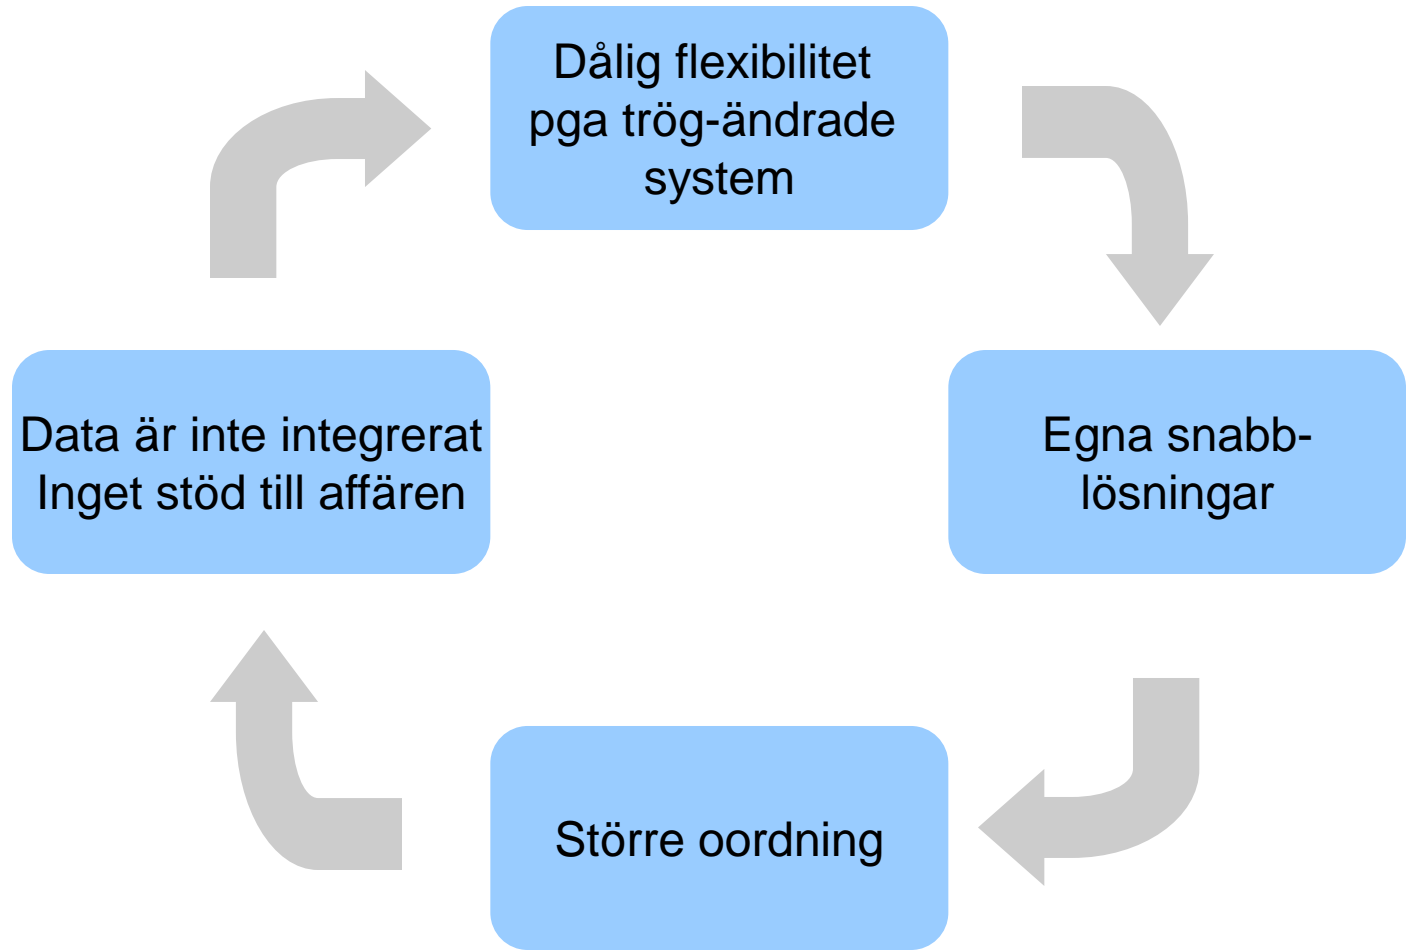 Dålig flexibilitet
pga trög-ändrade
system
Data är inte integrerat
Inget stöd till affären
Egna snabb-
lösningar
Större oordning